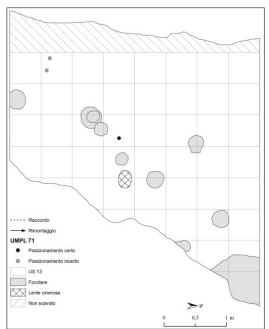 Raccordo
Rimontaggio
UMPL 71
Posizionamento certo
Posizionamento incerto
US 13
Focolare
Lente cinerosa
Non scavato
N
0 0,5 1 m